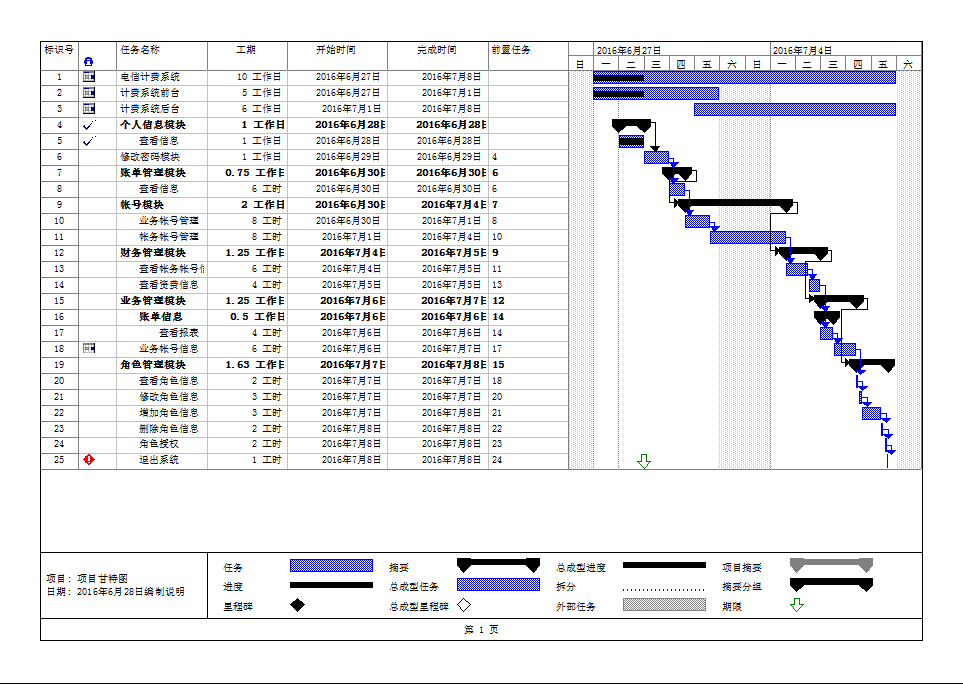 标识号 任务名称 工期 开始时间 完成时间 前置任务 2016年6月27日 2016年7月4日
日 一 二 三 四 五 六 日 一 二 三 四 五 六
1 电信计费系统 10 工作日 2016年6月27日 2016年7月8日
2 计费系统前台 5 工作日 2016年6月27日 2016年7月1日
3 计费系统后台 6 工作日 2016年7月1日 2016年7月8日
4 个人信息模块 1 工作日 2016年6月28日 2016年6月28日
5 查看信息 1 工作日 2016年6月28日 2016年6月28日
6 修改密码模块 1 工作日 2016年6月29日 2016年6月29日 4
7 账单管理模块 0.75 工作日 2016年6月30日 2016年6月30日 6
8 查看信息 6 工时 2016年6月30日 2016年6月30日 6
9 帐号模块 2 工作日 2016年6月30日 2016年7月4日 7
10 业务帐号管理 8 工时 2016年6月30日 2016年7月1日 8
11 帐务帐号管理 8 工时 2016年7月1日 2016年7月4日 10
12 财务管理模块 1.25 工作日 2016年7月4日 2016年7月5日 9
13 查看帐务帐号信 6 工时 2016年7月4日 2016年7月5日 11
14 查看资费信息 4 工时 2016年7月5日 2016年7月5日 13
15 业务管理模块 1.25 工作日 2016年7月6日 2016年7月7日 12
16 账单信息 0.5 工作日 2016年7月6日 2016年7月6日 14
17 查看报表 4 工时 2016年7月6日 2016年7月6日 14
18 业务帐号信息 6 工时 2016年7月6日 2016年7月7日 17
19 角色管理模块 1.63 工作日 2016年7月7日 2016年7月8日 15
20 查看角色信息 2 工时 2016年7月7日 2016年7月7日 18
21 修改角色信息 3 工时 2016年7月7日 2016年7月7日 20
22 增加角色信息 3 工时 2016年7月7日 2016年7月8日 21
23 删除角色信息 2 工时 2016年7月8日 2016年7月8日 22
24 角色授权 2 工时 2016年7月8日 2016年7月8日 23
25 退出系统 1 工时 2016年7月8日 2016年7月8日 24
项目: 项目甘特图
日期: 2016年6月28日编制说明
任务 摘要 总成型进度 项目摘要
进度 总成型任务 拆分 摘要分组
里程碑 总成型里程碑 外部任务 期限
第 1 页